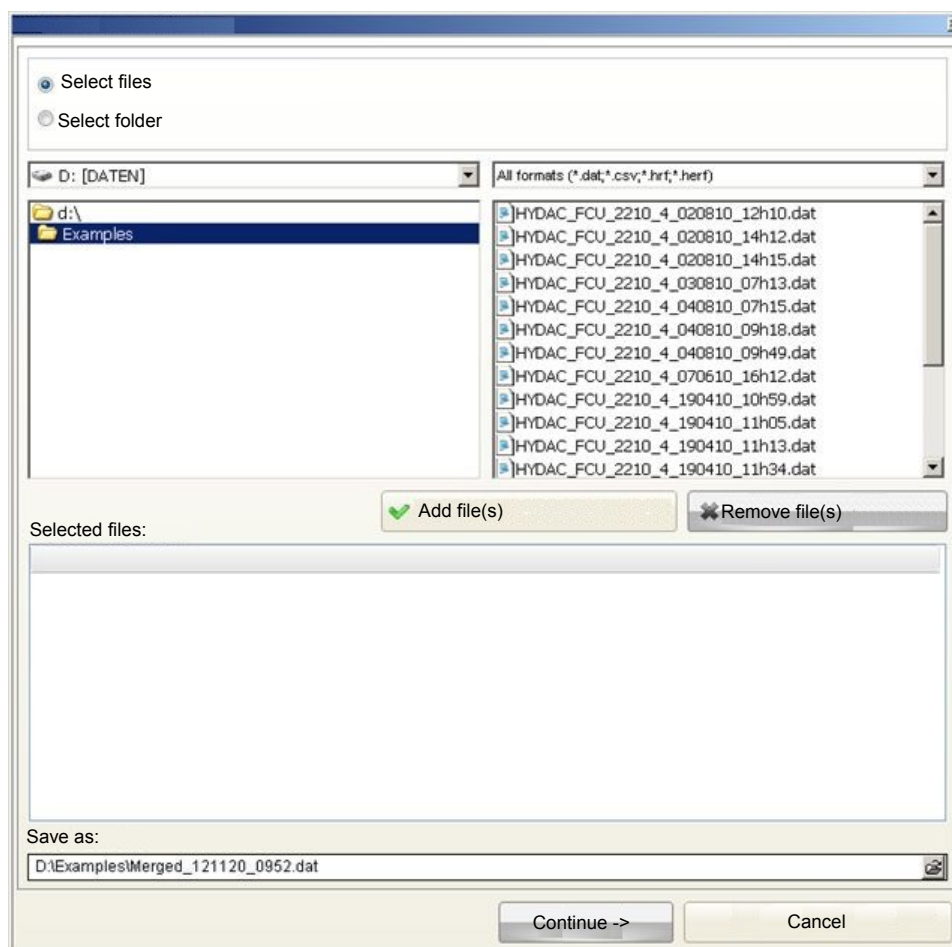 Select files
Select folder
D: [DATEN]
All formats (*.dat;*.csv;*.hrf;*.herf)
d:\
Examples
HYDAC_FCU_2210_4_020810_12h10.dat
HYDAC_FCU_2210_4_020810_14h12.dat
HYDAC_FCU_2210_4_020810_14h15.dat
HYDAC_FCU_2210_4_030810_07h13.dat
HYDAC_FCU_2210_4_040810_07h15.dat
HYDAC_FCU_2210_4_040810_09h18.dat
HYDAC_FCU_2210_4_040810_09h49.dat
HYDAC_FCU_2210_4_070610_16h12.dat
HYDAC_FCU_2210_4_190410_10h59.dat
HYDAC_FCU_2210_4_190410_11h05.dat
HYDAC_FCU_2210_4_190410_11h13.dat
HYDAC_FCU_2210_4_190410_11h34.dat
Add file(s)
Remove file(s)
Selected files:
Save as:
D:\Examples\Merged_121120_0952.dat
Continue ->
Cancel